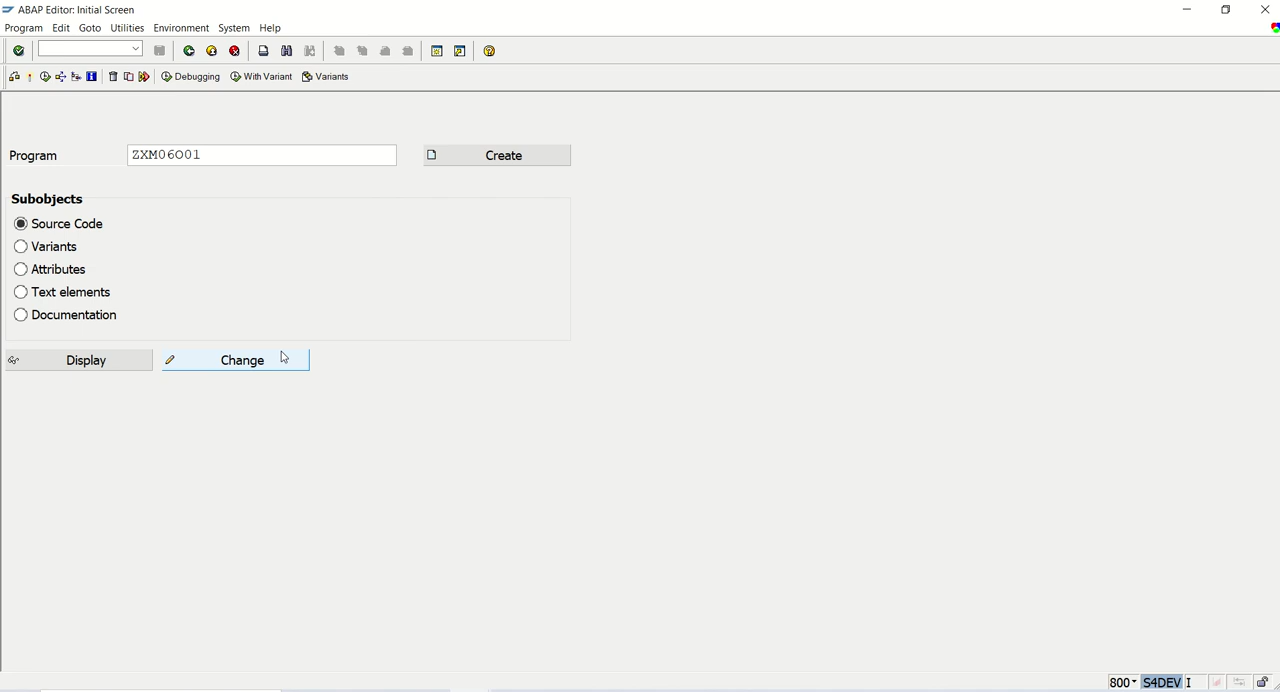 ABAP Editor: Initial Screen
Program Edit Goto Utilities Environment System Help
Debugging With Variant Variants
Program ZXM06O01 Create
Subobjects
Source Code
Variants
Attributes
Text elements
Documentation
Display Change
800 S4DEV